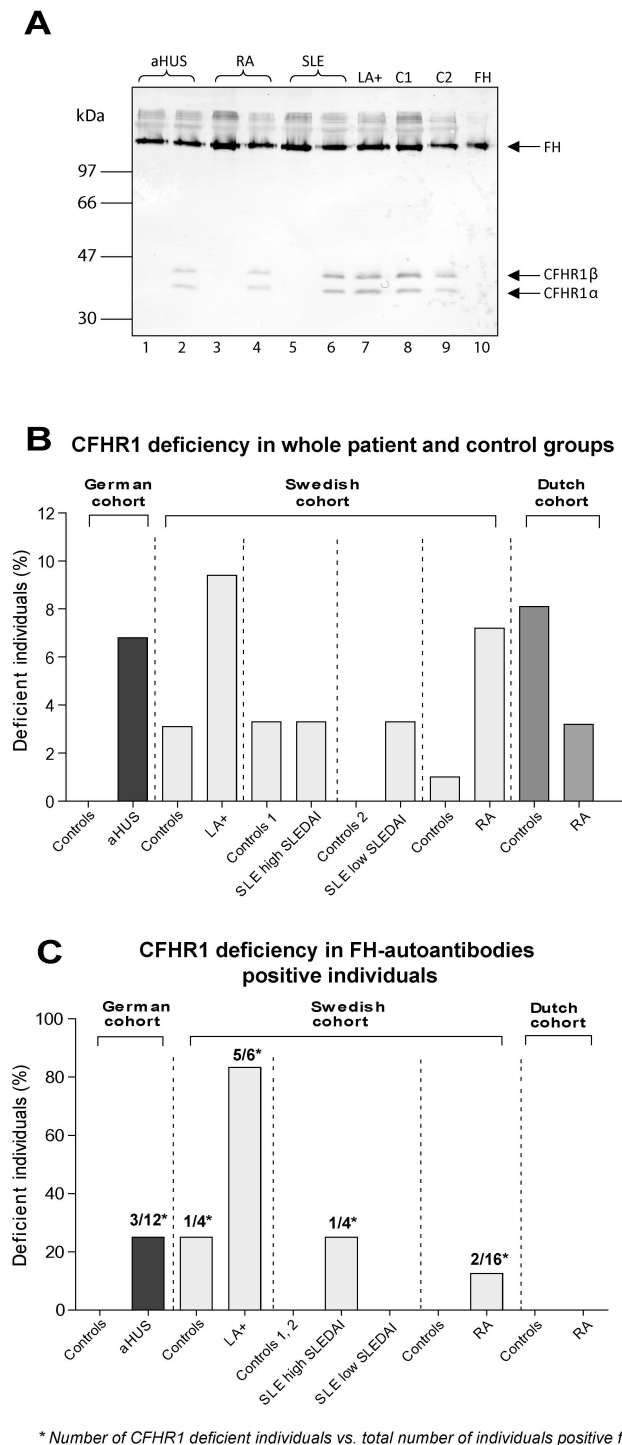 A
aHUS RA SLE LA+ C1 C2 FH
kDa
FH
97
66
47
CFHR1β
CFHR1α
30
1 2 3 4 5 6 7 8 9 10
B CFHR1 deficiency in whole patient and control groups
German cohort
Swedish cohort
Dutch cohort
Deficient individuals (%)
12
10
8
6
4
2
0
Controls
aHUS
Controls
LA+
Controls 1
SLE high SLEDAI
Controls 2
SLE low SLEDAI
Controls
RA
Controls
RA
C CFHR1 deficiency in FH-autoantibodies
positive individuals
German cohort
Swedish cohort
Dutch cohort
Deficient individuals (%)
100
80
60
40
20
0
3/12*
1/4*
5/6*
1/4*
2/16*
Controls
aHUS
Controls
LA+
Controls 1, 2
SLE high SLEDAI
SLE low SLEDAI
Controls
RA
Controls
RA
* Number of CFHR1 deficient individuals vs. total number of individuals positive f